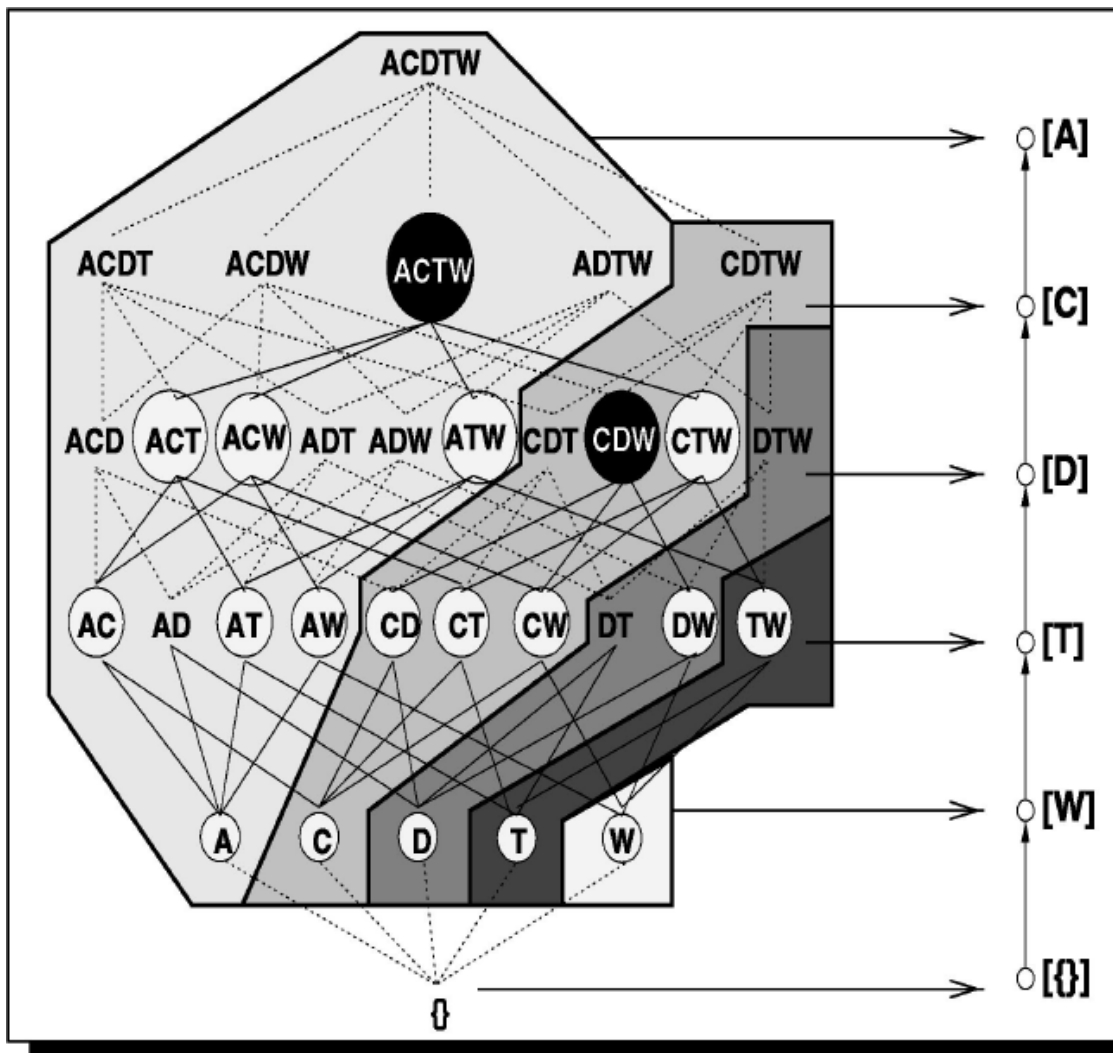 ACDTW
[A]
ACDT ACDW ACTW ADTW CDTW
[C]
ACD ACT ACW ADT ADW ATW CDT CDW CTW DTW
[D]
AC AD AT AW CD CT CW DT DW TW
[T]
A C D T W
[W]
{}
[{}]